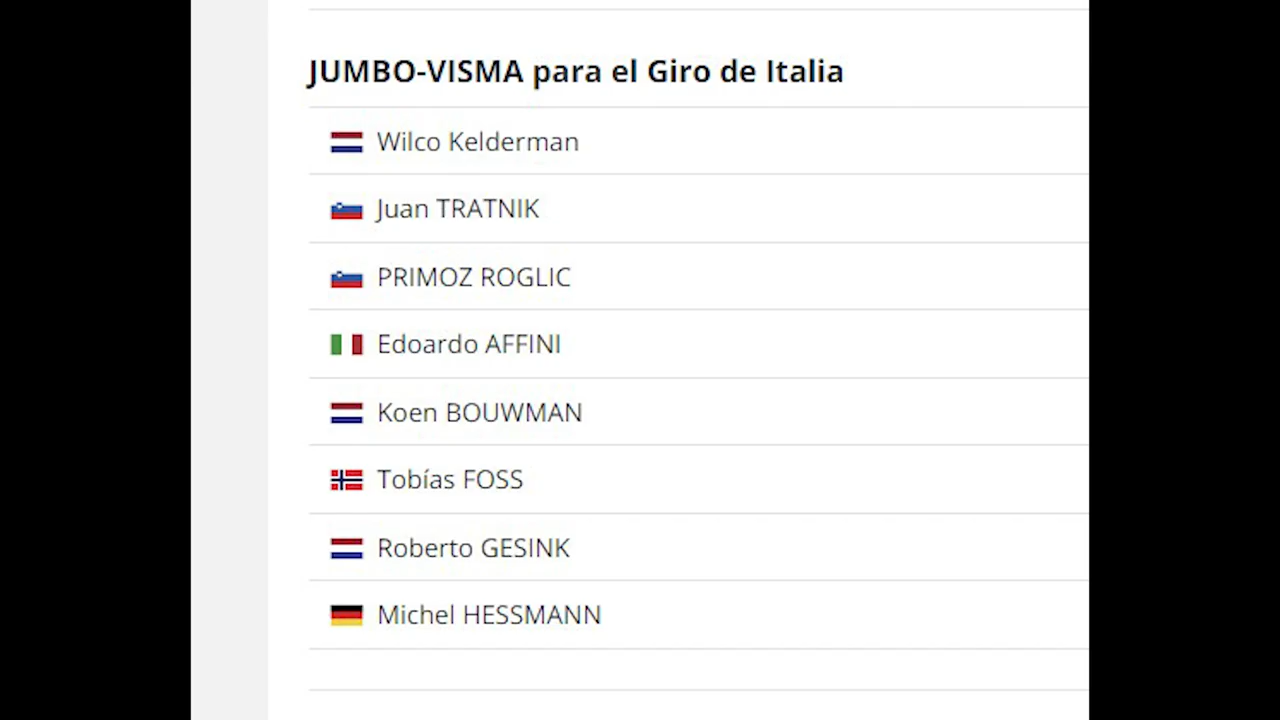 JUMBO-VISMA para el Giro de Italia
Wilco Kelderman
Juan TRATNIK
PRIMOZ ROGLIC
Edoardo AFFINI
Koen BOUWMAN
Tobías FOSS
Roberto GESINK
Michel HESSMANN